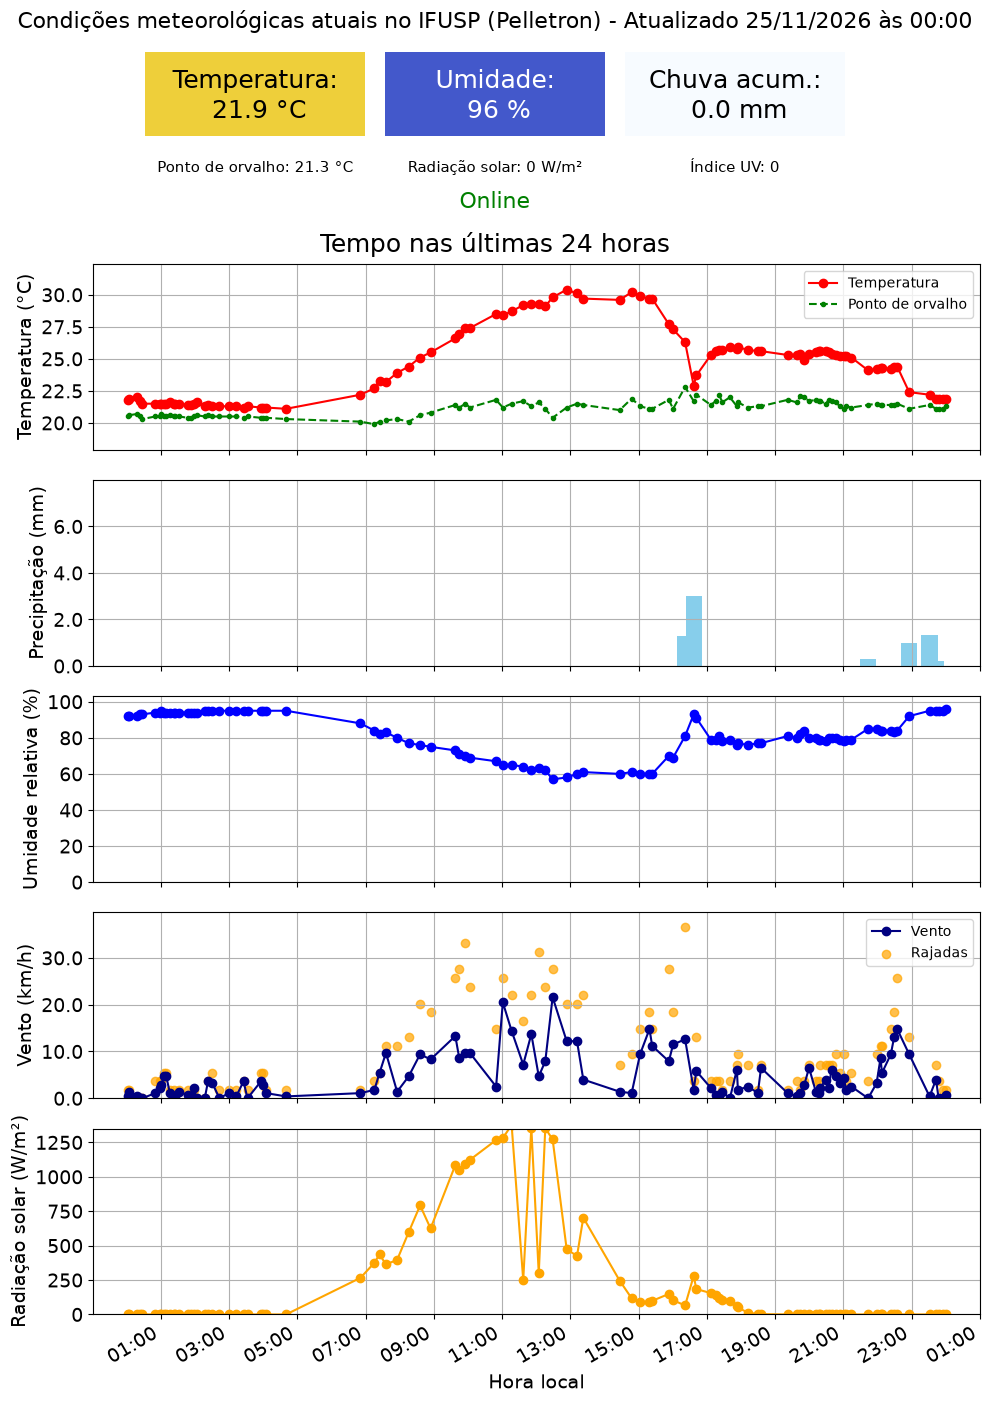 Condições meteorológicas atuais no IFUSP (Pelletron) - Atualizado 25/11/2026 às 00:00
Temperatura:
21.9 °C
Umidade:
96 %
Chuva acum.:
0.0 mm
Ponto de orvalho: 21.3 °C
Radiação solar: 0 W/m²
Índice UV: 0
Online
Tempo nas últimas 24 horas
Temperatura (°C)
30.0
27.5
25.0
22.5
20.0
Temperatura
Ponto de orvalho
Precipitação (mm)
6.0
4.0
2.0
0.0
Umidade relativa (%)
100
80
60
40
20
0
Vento (km/h)
30.0
20.0
10.0
0.0
Vento
Rajadas
Radiação solar (W/m²)
1250
1000
750
500
250
0
01:00 03:00 05:00 07:00 09:00 11:00 13:00 15:00 17:00 19:00 21:00 23:00 01:00
Hora local